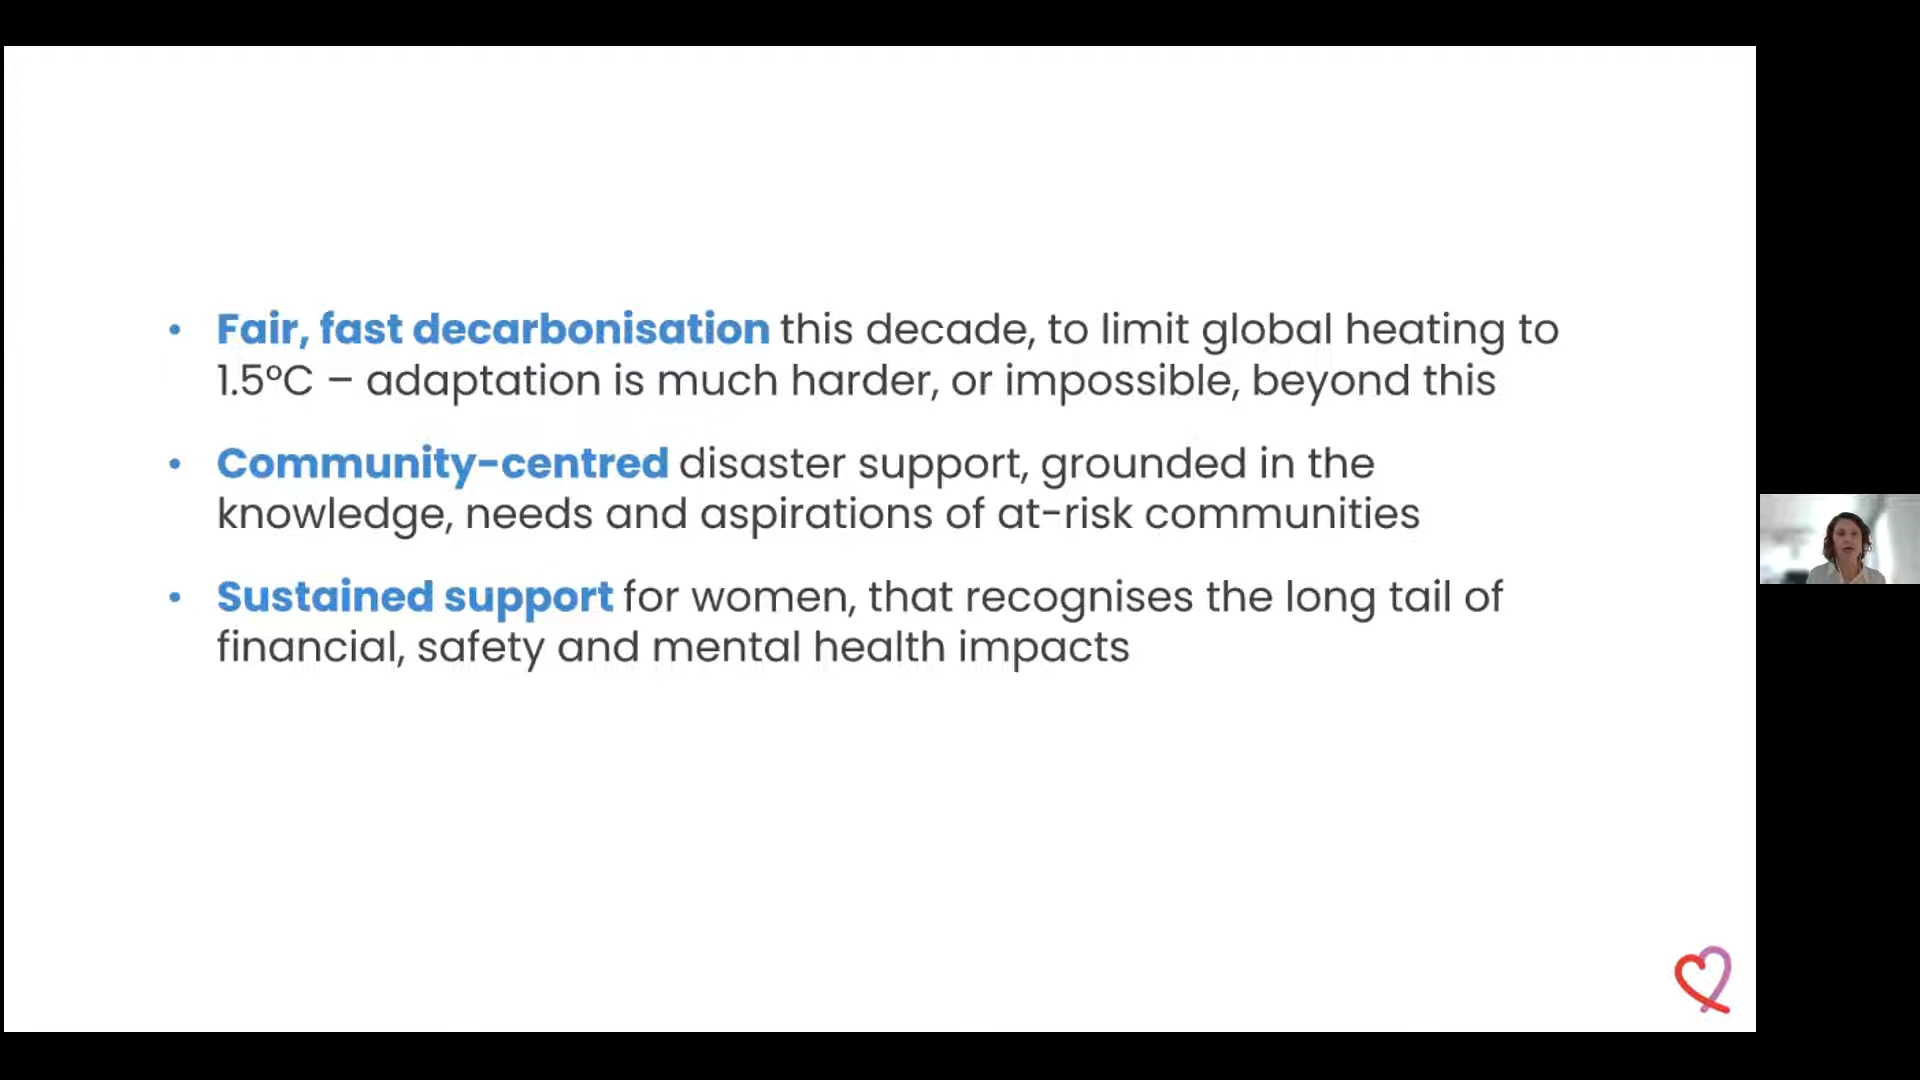 • Fair, fast decarbonisation this decade, to limit global heating to
1.5°C – adaptation is much harder, or impossible, beyond this
• Community-centred disaster support, grounded in the
knowledge, needs and aspirations of at-risk communities
• Sustained support for women, that recognises the long tail of
financial, safety and mental health impacts